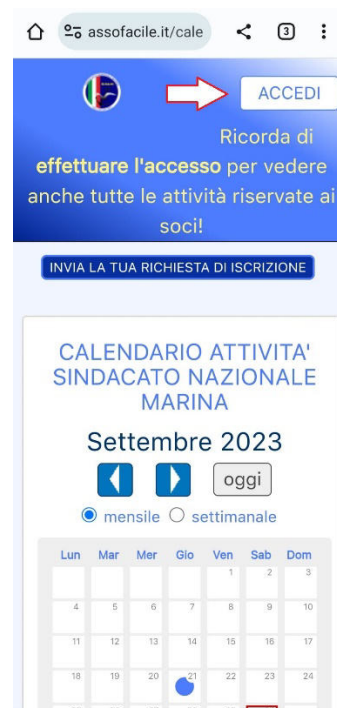 assofacile.it/cale
3
ACCEDI
Ricorda di
effettuare l'accesso per vedere
anche tutte le attività riservate ai
soci!
INVIA LA TUA RICHIESTA DI ISCRIZIONE
CALENDARIO ATTIVITA'
SINDACATO NAZIONALE
MARINA
Settembre 2023
oggi
mensile settimanale
Lun Mar Mer Gio Ven Sab Dom
1 2 3
4 5 6 7 8 9 10
11 12 13 14 15 16 17
18 19 20 21 22 23 24